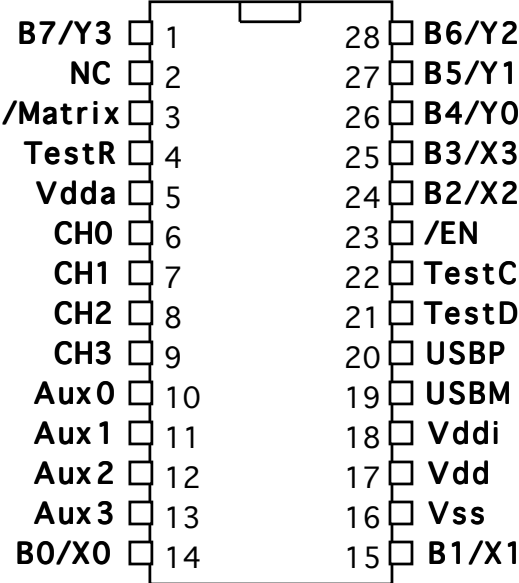 B7/Y3 1 28 B6/Y2
NC 2 27 B5/Y1
/Matrix 3 26 B4/Y0
TestR 4 25 B3/X3
Vdda 5 24 B2/X2
CH0 6 23 /EN
CH1 7 22 TestC
CH2 8 21 TestD
CH3 9 20 USBP
Aux0 10 19 USBM
Aux1 11 18 Vddi
Aux2 12 17 Vdd
Aux3 13 16 Vss
B0/X0 14 15 B1/X1